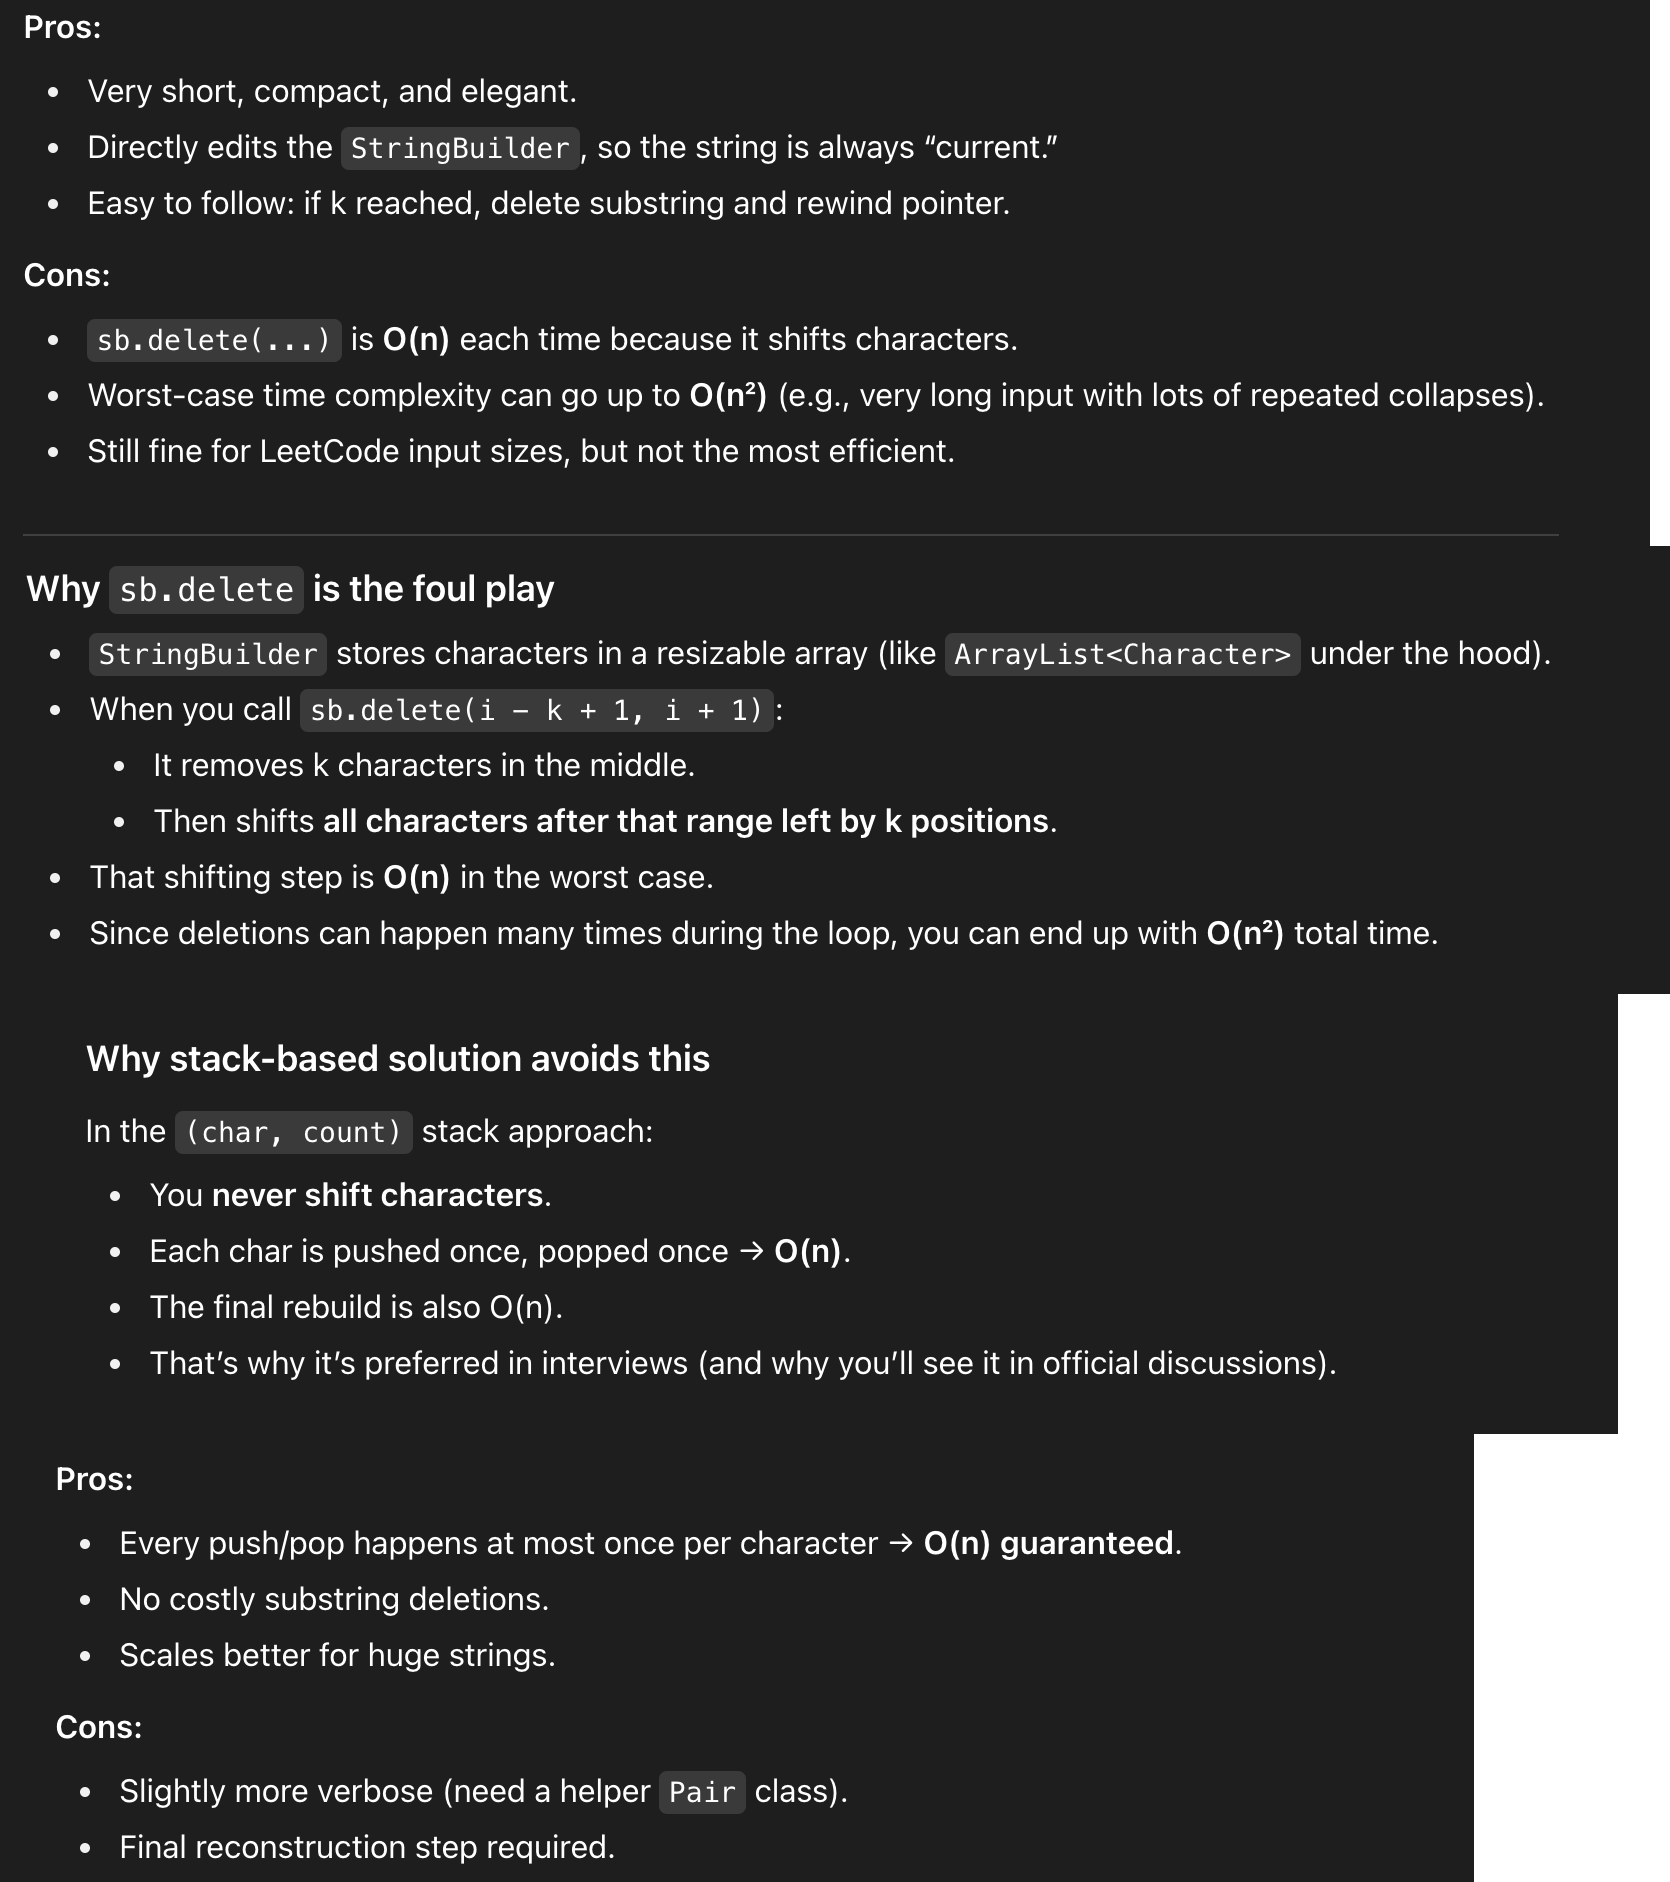 Pros:
• Very short, compact, and elegant.
• Directly edits the StringBuilder, so the string is always “current.”
• Easy to follow: if k reached, delete substring and rewind pointer.
Cons:
• sb.delete(...) is O(n) each time because it shifts characters.
• Worst-case time complexity can go up to O(n²) (e.g., very long input with lots of repeated collapses).
• Still fine for LeetCode input sizes, but not the most efficient.
Why sb.delete is the foul play
• StringBuilder stores characters in a resizable array (like ArrayList<Character> under the hood).
• When you call sb.delete(i - k + 1, i + 1):
• It removes k characters in the middle.
• Then shifts all characters after that range left by k positions.
• That shifting step is O(n) in the worst case.
• Since deletions can happen many times during the loop, you can end up with O(n²) total time.
Why stack-based solution avoids this
In the (char, count) stack approach:
• You never shift characters.
• Each char is pushed once, popped once → O(n).
• The final rebuild is also O(n).
• That’s why it’s preferred in interviews (and why you’ll see it in official discussions).
Pros:
• Every push/pop happens at most once per character → O(n) guaranteed.
• No costly substring deletions.
• Scales better for huge strings.
Cons:
• Slightly more verbose (need a helper Pair class).
• Final reconstruction step required.